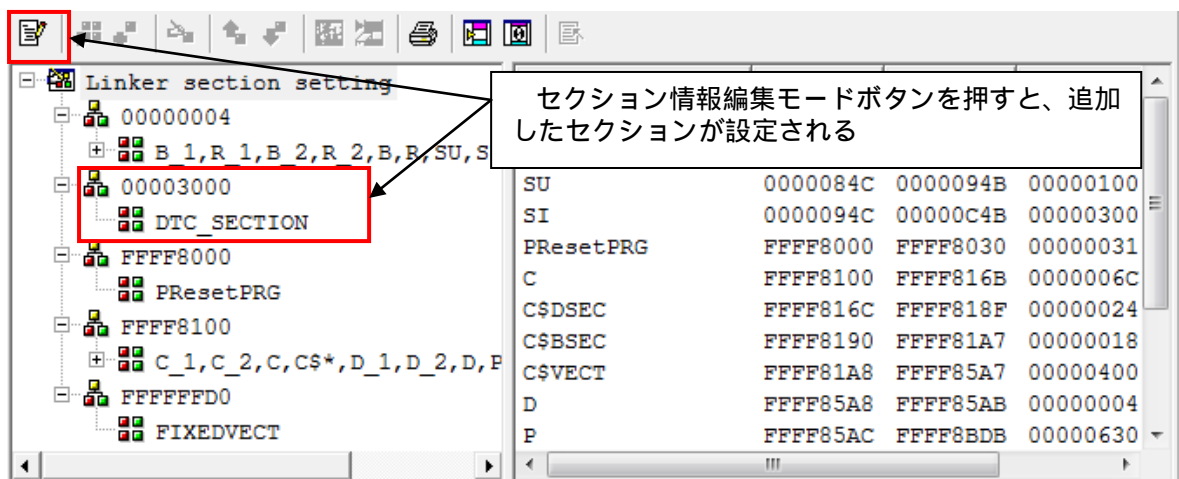 Linker section setting
00000004
B_1,R_1,B_2,R_2,B,R,SU,S
00003000
DTC_SECTION
FFFF8000
PResetPRG
FFFF8100
C_1,C_2,C,C$*,D_1,D_2,D,P
FFFFFFD0
FIXEDVECT
セクション情報編集モードボタンを押すと、追加
したセクションが設定される
SU 0000084C 0000094B 00000100
SI 0000094C 00000C4B 00000300
PResetPRG FFFF8000 FFFF8030 00000031
C FFFF8100 FFFF816B 0000006C
C$DSEC FFFF816C FFFF818F 00000024
C$BSEC FFFF8190 FFFF81A7 00000018
C$VECT FFFF81A8 FFFF85A7 00000400
D FFFF85A8 FFFF85AB 00000004
P FFFF85AC FFFF8BDB 00000630